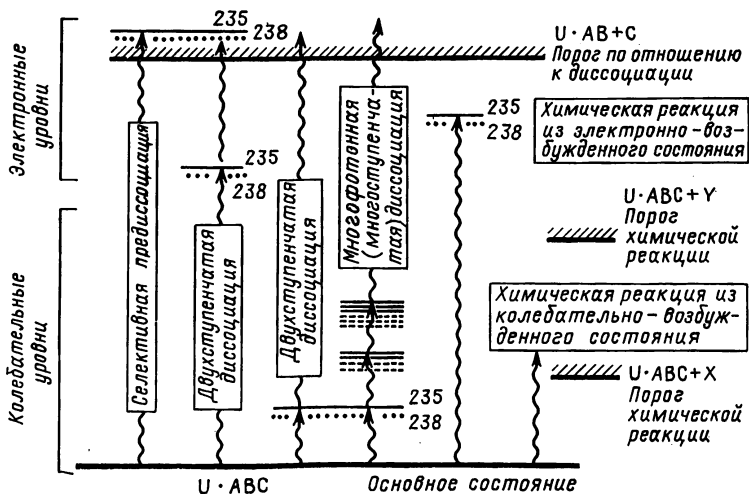 Электронные
уровни
Колебательные
уровни
235
238
U·AB+C
Порог по отношению
к диссоциации
Селективная предиссоциация
235
238
Двухступенчатая
диссоциация
Двухступенчатая
диссоциация
Многофотонная
(многоступенча-
тая) диссоциация
235
238
235
238
Химическая реакция
из электронно-воз-
бужденного состояния
U·ABC+Y
Порог
химической
реакции
Химическая реакция из
колебательно-возбуж-
денного состояния
U·ABC+X
Порог
химической
реакции
U·ABC
Основное состояние